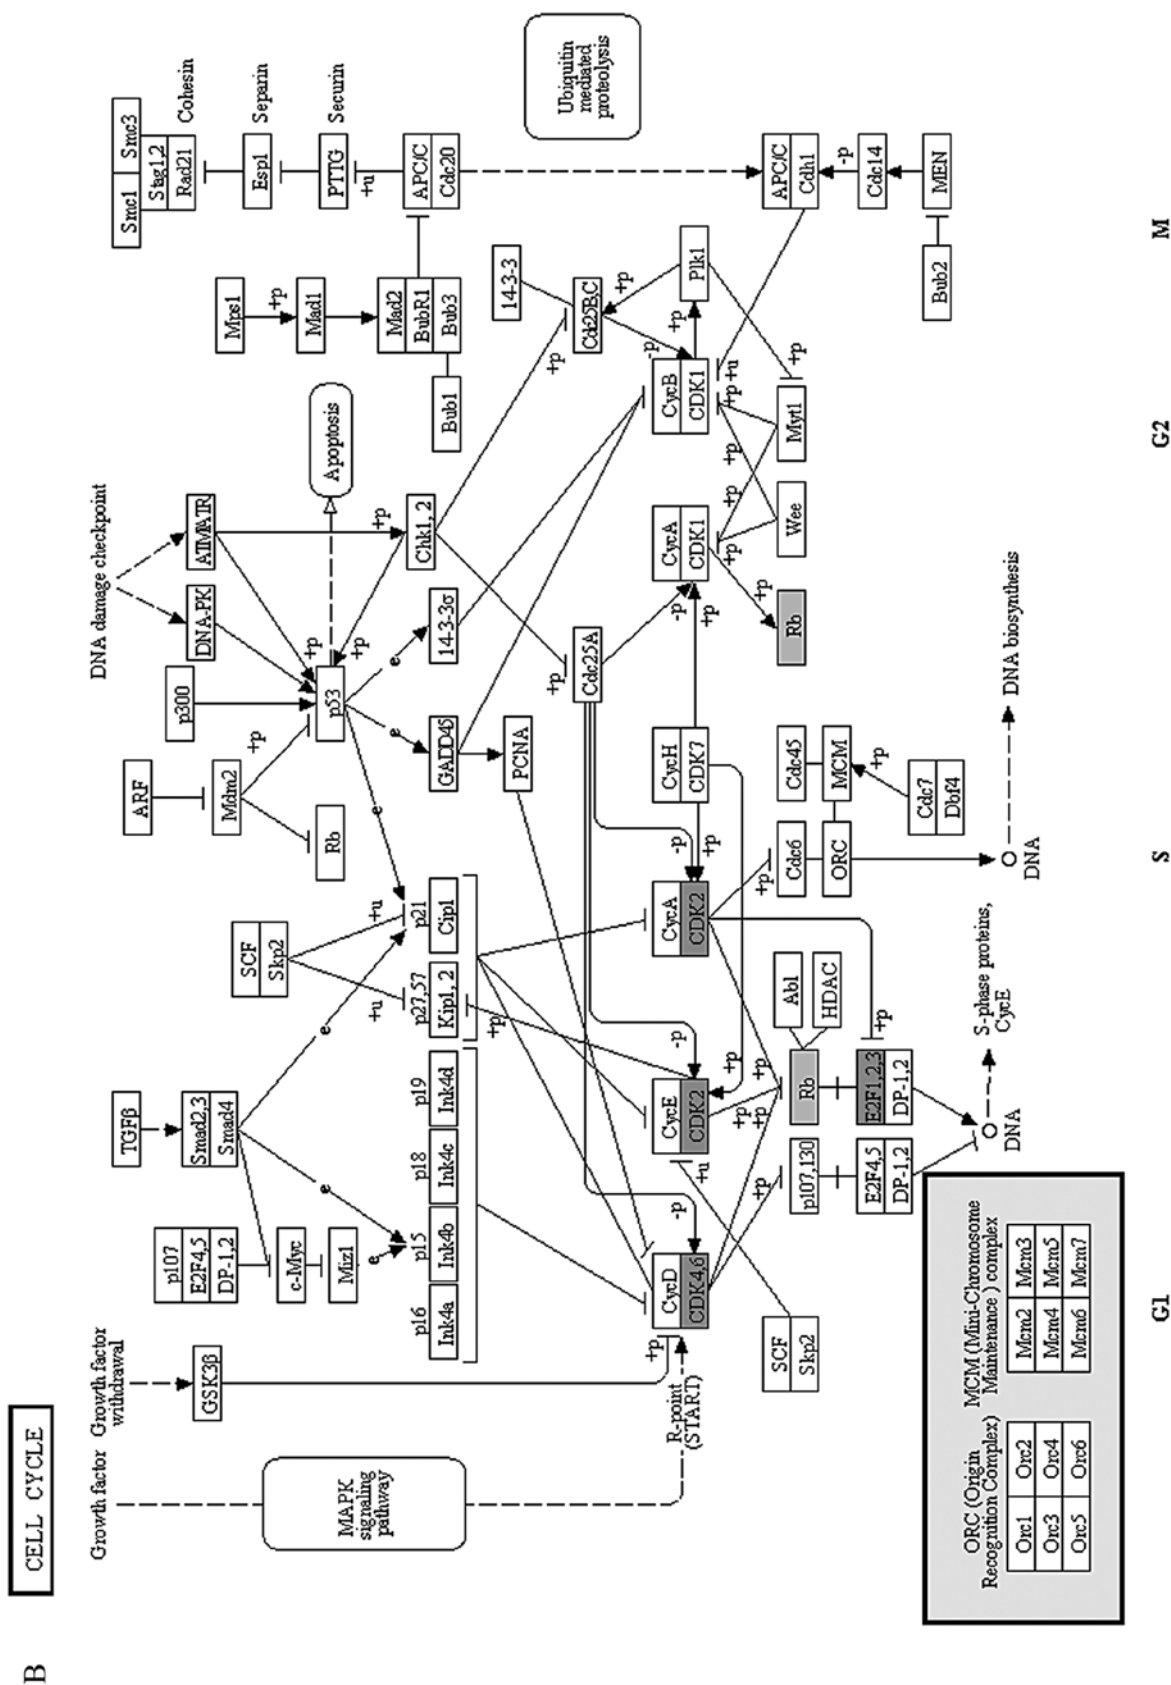 B
CELL CYCLE
Growth factor
MAPK
signaling
pathway
R-point
(START)
Growth factor
withdrawal
GSK3β
+p
p107
E2F4,5
DP-1,2
c-Myc
Miz1
e
TGFβ
Smad2,3
Smad4
e
e
p16
Ink4a
p15
Ink4b
p18
Ink4c
p19
Ink4d
p27,57
Kip1, 2
p21
Cip1
SCF
Skp2
+u
+u
+p
ARF
Mdm2
+p
Rb
p300
p53
e
e
e
DNA damage checkpoint
DNA-PK
ATM/ATR
+p
+p
+p
Apoptosis
Chk1, 2
14-3-3σ
GADD45
PCNA
+p
Cdc25A
+p
Mps1
+p
Mad1
Mad2
BubR1
Bub3
Bub1
14-3-3
Cdc25B,C
Smc1
Smc3
Stag1,2
Rad21
Cohesin
Esp1
Separin
PTTG
Securin
+u
APC/C
Cdc20
Ubiquitin
mediated
proteolysis
CycD
CDK4,6
-p
CycE
CDK2
-p
+p
+u
CycA
CDK2
-p
+p
CycH
CDK7
CycA
CDK1
-p
+p
CycB
CDK1
-p
+p
+p
Plk1
+p
+p
+u
+p
+p
+p
Wee
Myt1
+p
Rb
APC/C
Cdh1
-p
Cdc14
MEN
Bub2
SCF
Skp2
+p
+p
+p
+p
p107,130
E2F4,5
DP-1,2
Rb
E2F1,2,3
DP-1,2
Abl
HDAC
+p
+p
Cdc6
ORC
Cdc45
MCM
+p
Cdc7
Dbf4
DNA
S-phase proteins,
CycE
DNA
DNA biosynthesis
ORC (Origin
Recognition Complex)
Orc1 Orc2
Orc3 Orc4
Orc5 Orc6
MCM (Mini-Chromosome
Maintenance ) complex
Mcm2 Mcm3
Mcm4 Mcm5
Mcm6 Mcm7
G1
S
G2
M